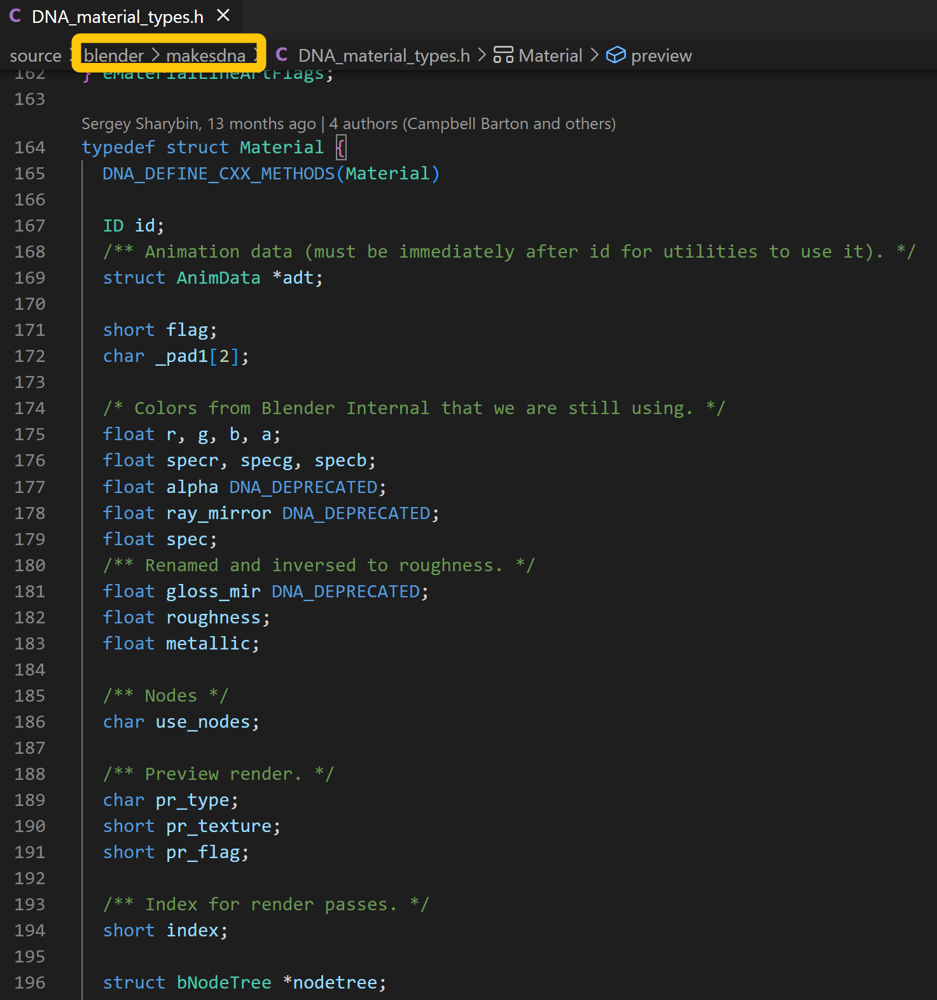 C DNA_material_types.h ×
source > blender > makesdna > C DNA_material_types.h > Material > preview
162 } eMaterialLineArtFlags;
163
Sergey Sharybin, 13 months ago | 4 authors (Campbell Barton and others)
164 typedef struct Material {
165 DNA_DEFINE_CXX_METHODS(Material)
166
167 ID id;
168 /** Animation data (must be immediately after id for utilities to use it). */
169 struct AnimData *adt;
170
171 short flag;
172 char _pad1[2];
173
174 /* Colors from Blender Internal that we are still using. */
175 float r, g, b, a;
176 float specr, specg, specb;
177 float alpha DNA_DEPRECATED;
178 float ray_mirror DNA_DEPRECATED;
179 float spec;
180 /** Renamed and inversed to roughness. */
181 float gloss_mir DNA_DEPRECATED;
182 float roughness;
183 float metallic;
184
185 /** Nodes */
186 char use_nodes;
187
188 /** Preview render. */
189 char pr_type;
190 short pr_texture;
191 short pr_flag;
192
193 /** Index for render passes. */
194 short index;
195
196 struct bNodeTree *nodetree;